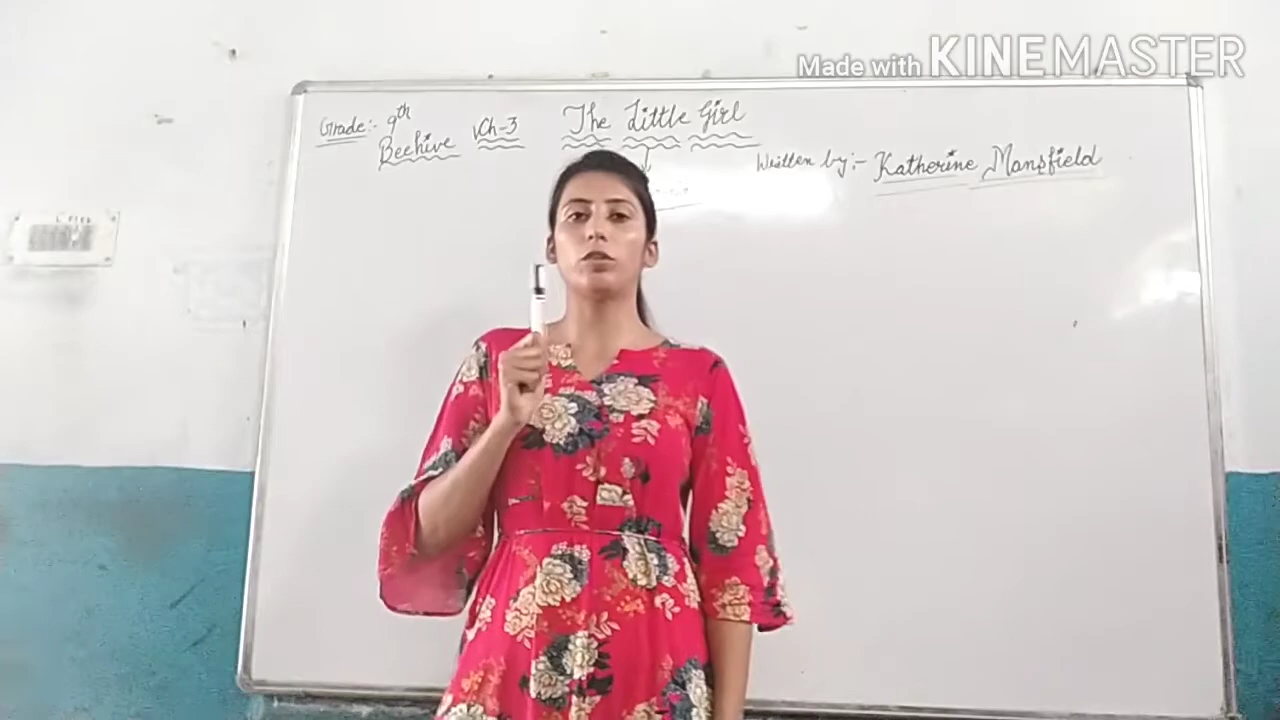 Made with KINEMASTER
Grade:- 9th
Beehive Ch-3 The Little Girl
Written by:- Katherine Mansfield